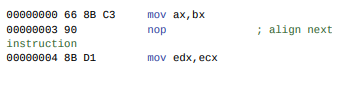 00000000 66 8B C3 mov ax,bx
00000003 90 nop ; align next
instruction
00000004 8B D1 mov edx,ecx